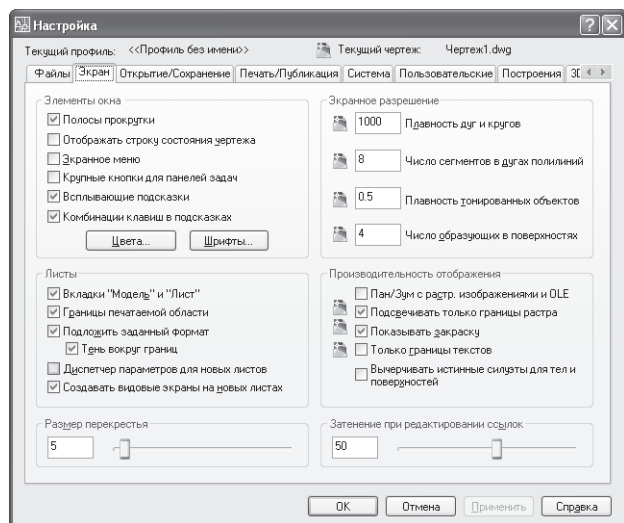 Настройка
Текущий профиль: <<Профиль без имени>> Текущий чертеж: Чертеж1.dwg
Файлы Экран Открытие/Сохранение Печать/Публикация Система Пользовательские Построения 3D
Элементы окна
Полосы прокрутки
Отображать строку состояния чертежа
Экранное меню
Крупные кнопки для панелей задач
Всплывающие подсказки
Комбинации клавиш в подсказках
Цвета... Шрифты...
Экранное разрешение
1000 Плавность дуг и кругов
8 Число сегментов в дугах полилиний
0.5 Плавность тонированных объектов
4 Число образующих в поверхностях
Листы
Вкладки "Модель" и "Лист"
Границы печатаемой области
Подложить заданный формат
Тень вокруг границ
Диспетчер параметров для новых листов
Создавать видовые экраны на новых листах
Производительность отображения
Пан/Зум с растр. изображениями и OLE
Подсвечивать только границы растра
Показывать закраску
Только границы текстов
Вычерчивать истинные силуэты для тел и
поверхностей
Размер перекрестья
5
Затенение при редактировании ссылок
50
OK Отмена Применить Справка